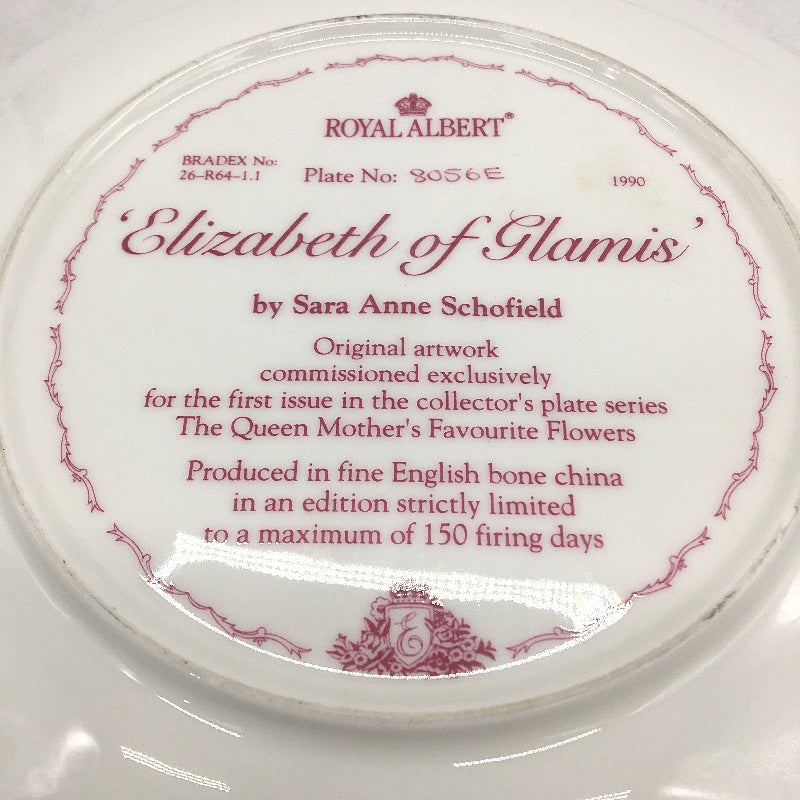 ROYAL ALBERT®
BRADEX No:
26-R64-1.1
Plate No: 8056E
1990
'Elizabeth of Glamis'
by Sara Anne Schofield
Original artwork
commissioned exclusively
for the first issue in the collector's plate series
The Queen Mother's Favourite Flowers
Produced in fine English bone china
in an edition strictly limited
to a maximum of 150 firing days
E